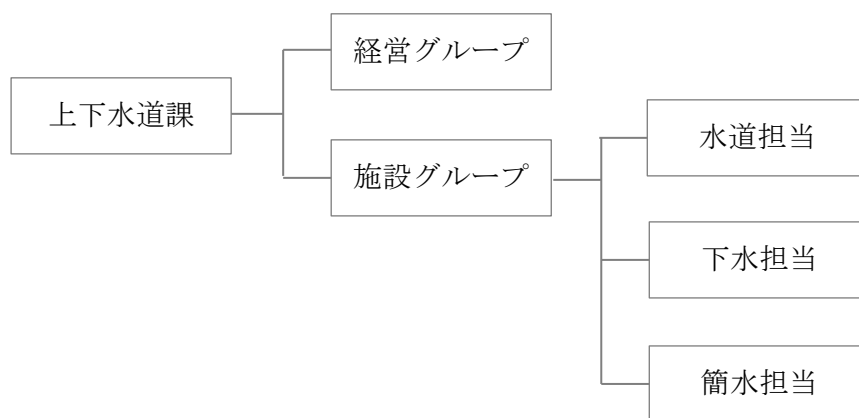 上下水道課
経営グループ
施設グループ
水道担当
下水担当
簡水担当